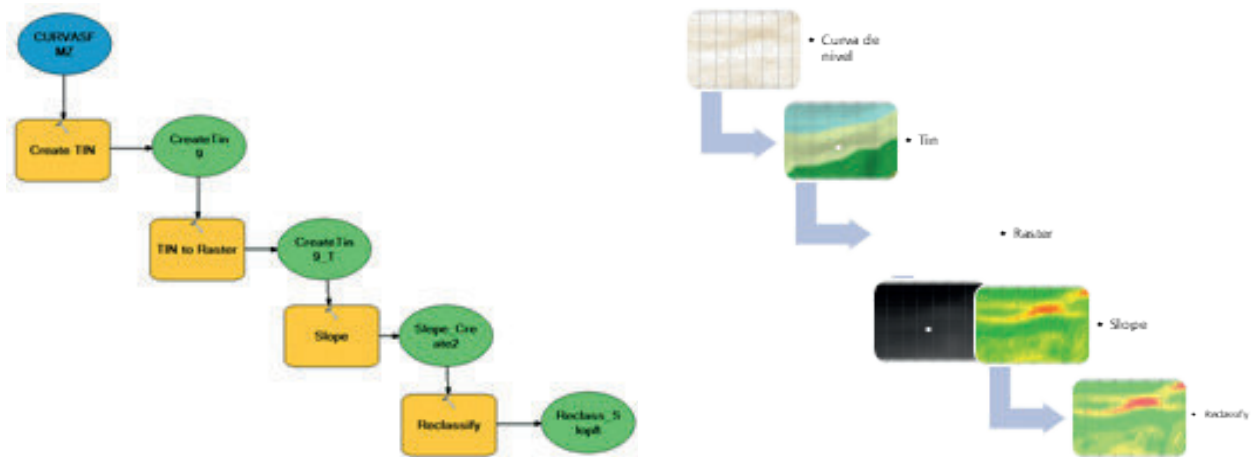 CURVASF
MZ
Create TIN
CreateTin
9
TIN to Raster
CreateTin
9_T
Slope
Slope_Cre
ate2
Reclassify
Reclass_S
• Curva de
nivel
• Tin
• Raster
• Slope
• Reclassify